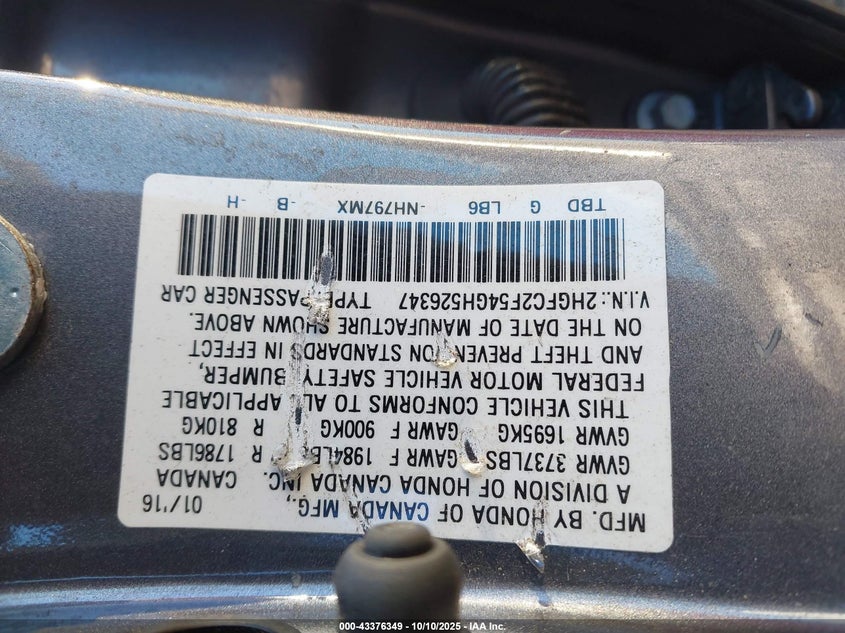 MFD. BY HONDA OF CANADA MFG.,
A DIVISION OF HONDA CANADA INC.
01/'16
CANADA
GVWR 3737LBS GAWR F 1984LBS R 1786LBS
GVWR 1695KG GAWR F 900KG R 810KG
THIS VEHICLE CONFORMS TO ALL APPLICABLE
FEDERAL MOTOR VEHICLE SAFETY, BUMPER,
AND THEFT PREVENTION STANDARDS IN EFFECT
ON THE DATE OF MANUFACTURE SHOWN ABOVE.
V.I.N.: 2HGFC2F54GH526347 TYPE: PASSENGER CAR
TBD G LB6 -NH797MX -B -H
000-43376349 - 10/10/2025 - IAA Inc.